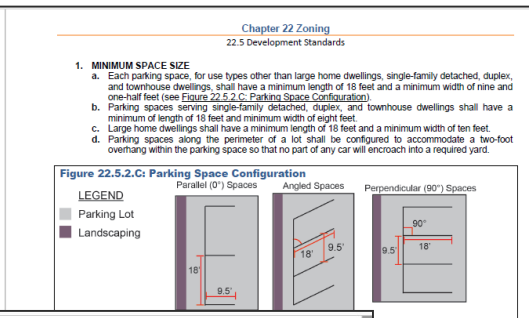 Chapter 22 Zoning
22.5 Development Standards
1. MINIMUM SPACE SIZE
a. Each parking space, for use types other than large home dwellings, single-family detached, duplex,
and townhouse dwellings, shall have a minimum length of 18 feet and a minimum width of nine and
one-half feet (see Figure 22.5.2.C: Parking Space Configuration).
b. Parking spaces serving single-family detached, duplex, and townhouse dwellings shall have a
minimum of length of 18 feet and minimum width of eight feet.
c. Large home dwellings shall have a minimum length of 18 feet and a minimum width of ten feet.
d. Parking spaces along the perimeter of a lot shall be configured to accommodate a two-foot
overhang within the parking space so that no part of any car will encroach into a required yard.
Figure 22.5.2.C: Parking Space Configuration
LEGEND
Parking Lot
Landscaping
Parallel (0°) Spaces
18'
9.5'
Angled Spaces
18'
9.5'
Perpendicular (90°) Spaces
90°
9.5'
18'